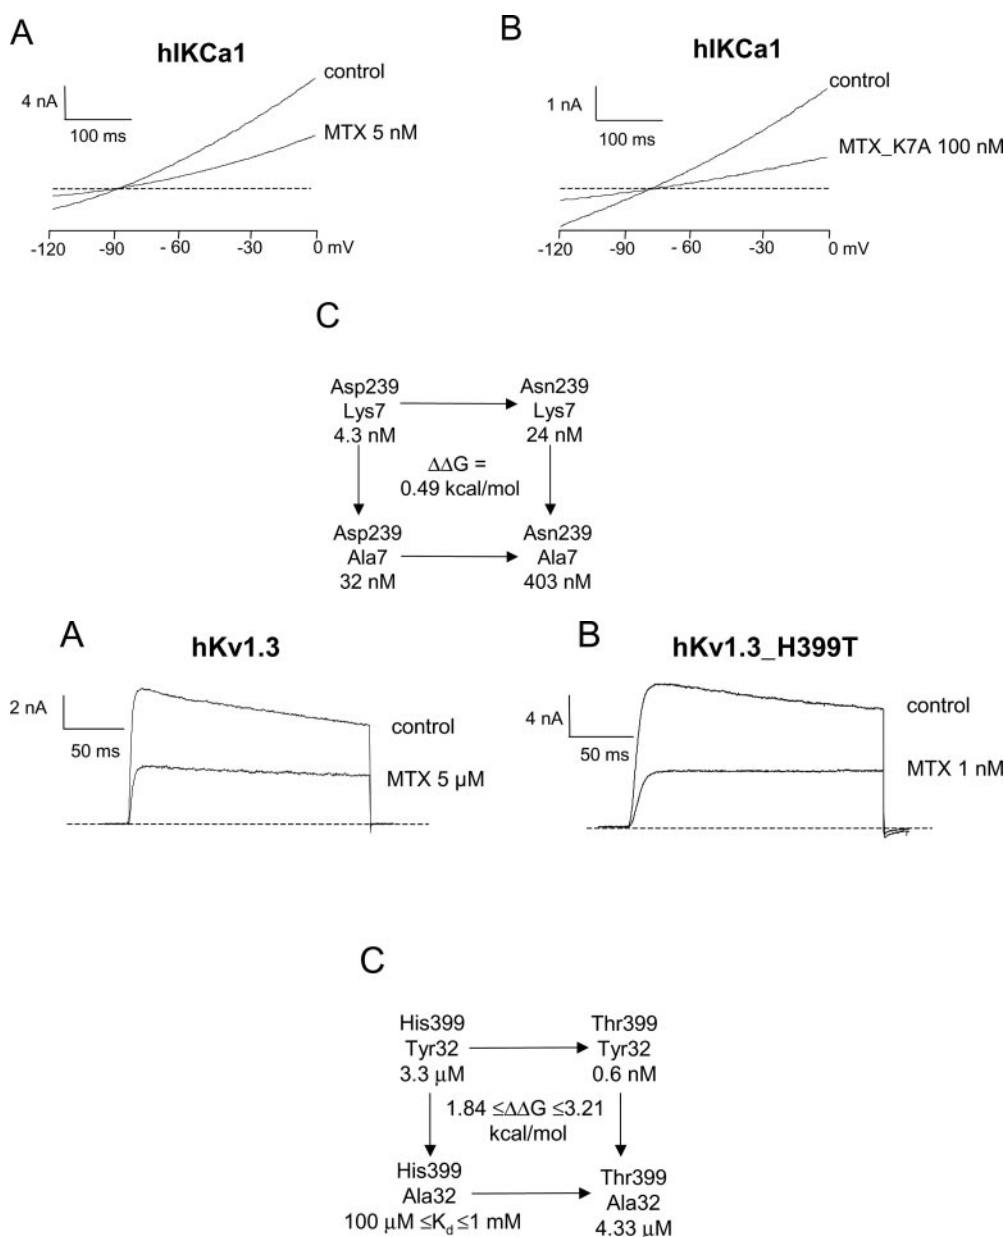 A
hIKCa1
control
4 nA
100 ms
MTX 5 nM
-120 -90 - 60 -30 0 mV
B
hIKCa1
control
1 nA
100 ms
MTX_K7A 100 nM
-120 -90 - 60 -30 0 mV
C
Asp239
Lys7
4.3 nM
Asn239
Lys7
24 nM
ΔΔG =
0.49 kcal/mol
Asp239
Ala7
32 nM
Asn239
Ala7
403 nM
A
hKv1.3
2 nA
50 ms
control
MTX 5 µM
B
hKv1.3_H399T
4 nA
50 ms
control
MTX 1 nM
C
His399
Tyr32
3.3 µM
Thr399
Tyr32
0.6 nM
1.84 ≤ΔΔG ≤3.21
kcal/mol
His399
Ala32
100 µM ≤Kd ≤1 mM
Thr399
Ala32
4.33 µM